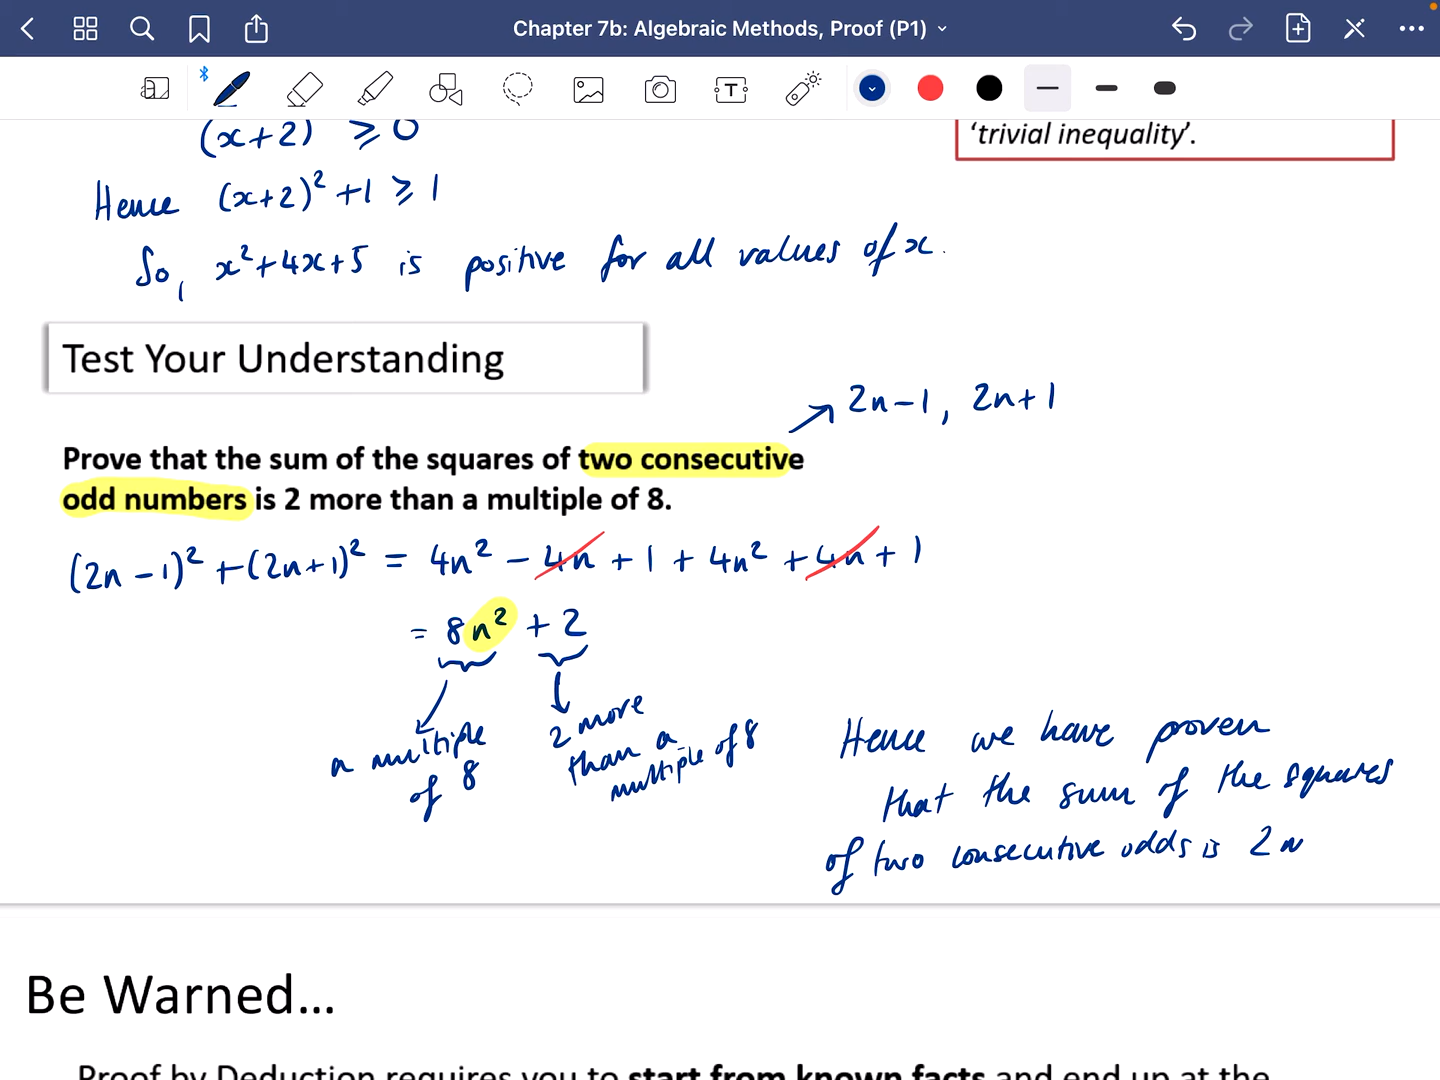 Chapter 7b: Algebraic Methods, Proof (P1)
(x+2) ≥ 0
'trivial inequality'.
Hence (x+2)² + 1 ≥ 1
So, x² + 4x + 5 is positive for all values of x.
Test Your Understanding
2n – 1, 2n + 1
Prove that the sum of the squares of two consecutive
odd numbers is 2 more than a multiple of 8.
(2n – 1)² + (2n + 1)² = 4n² – 4n + 1 + 4n² + 4n + 1
= 8n² + 2
a multiple
of 8
2 more
than a
multiple of 8
Hence we have proven
that the sum of the squares
of two consecutive odds is 2
Be Warned...
Proof by Deduction requires you to start from known facts and end up at the